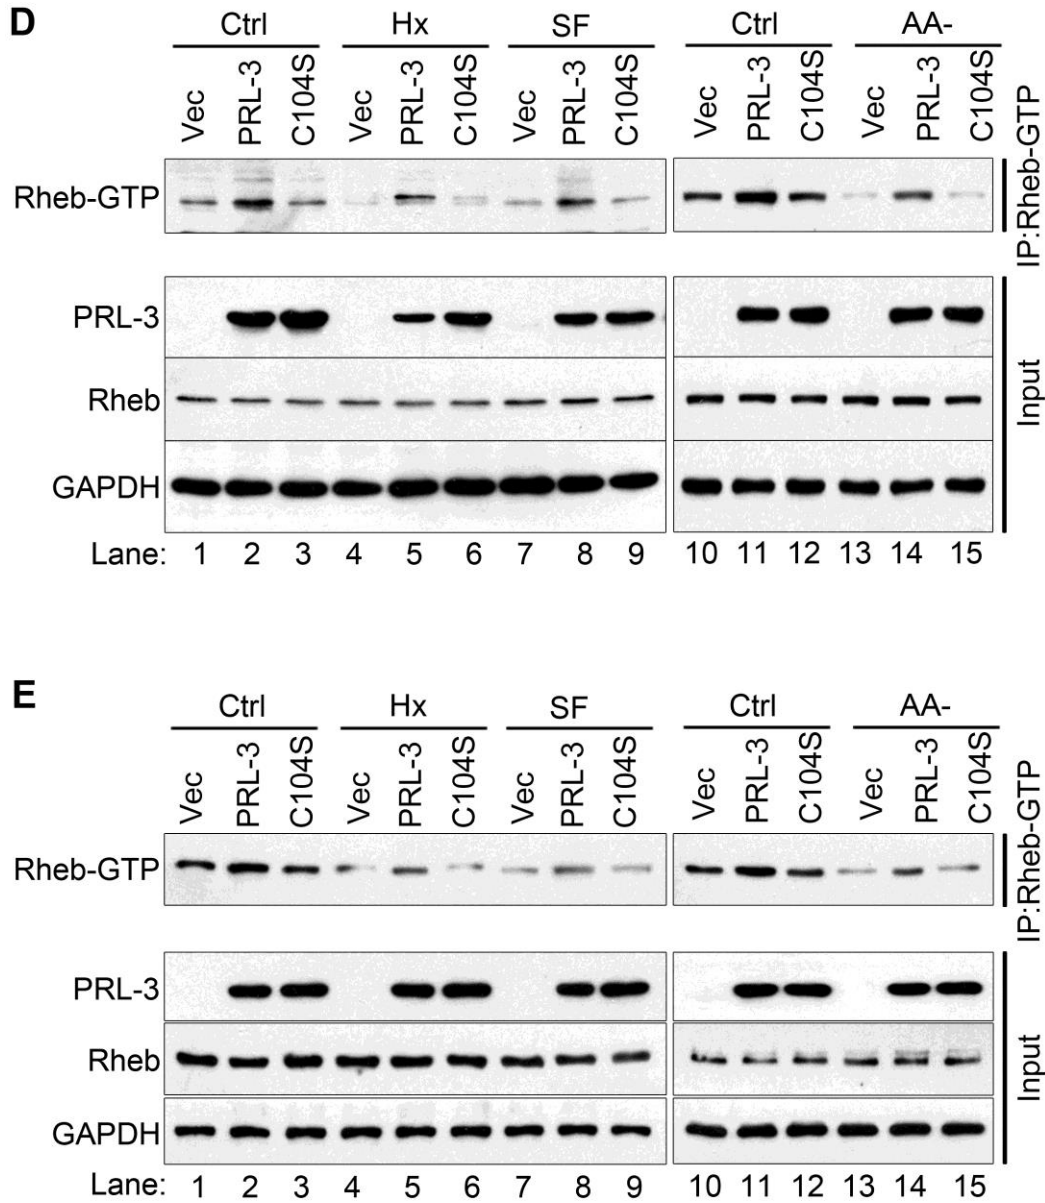 D
Ctrl Hx SF Ctrl AA-
Vec PRL-3 C104S Vec PRL-3 C104S Vec PRL-3 C104S Vec PRL-3 C104S Vec PRL-3 C104S
Rheb-GTP
IP:Rheb-GTP
PRL-3
Rheb
GAPDH
Input
Lane: 1 2 3 4 5 6 7 8 9 10 11 12 13 14 15
E
Ctrl Hx SF Ctrl AA-
Vec PRL-3 C104S Vec PRL-3 C104S Vec PRL-3 C104S Vec PRL-3 C104S Vec PRL-3 C104S
Rheb-GTP
IP:Rheb-GTP
PRL-3
Rheb
GAPDH
Input
Lane: 1 2 3 4 5 6 7 8 9 10 11 12 13 14 15